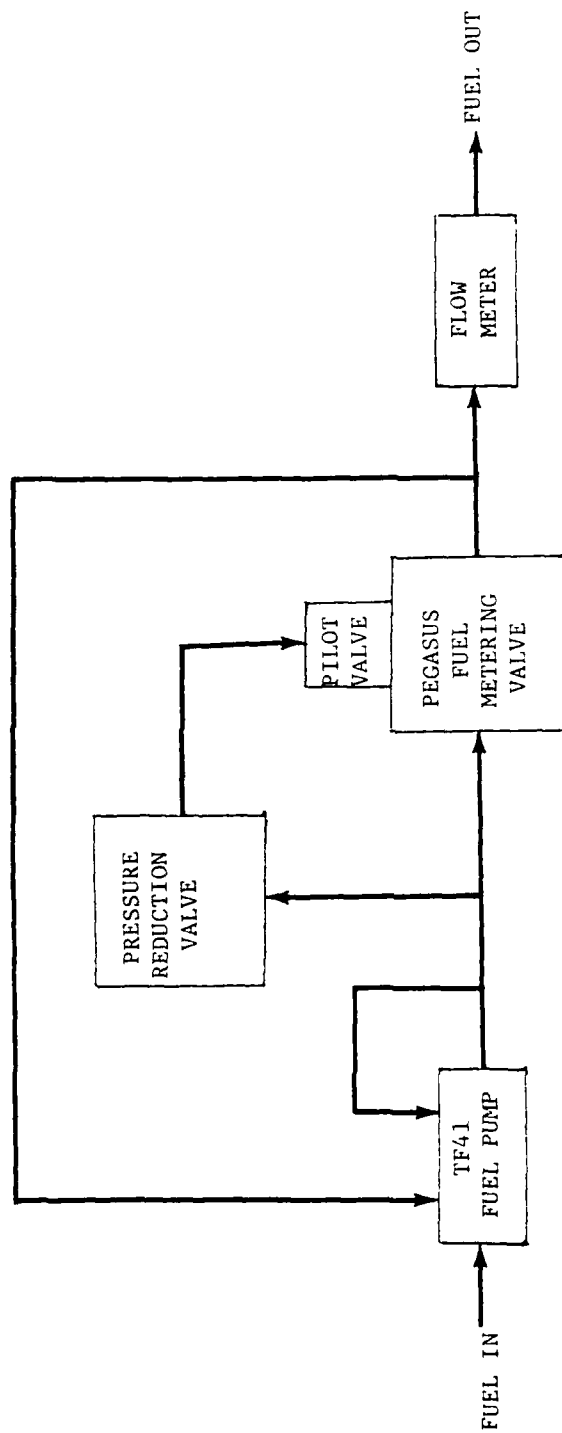 FUEL IN
TF41
FUEL PUMP
PRESSURE
REDUCTION
VALVE
PILOT
VALVE
PEGASUS
FUEL
METERING
VALVE
FLOW
METER
FUEL OUT